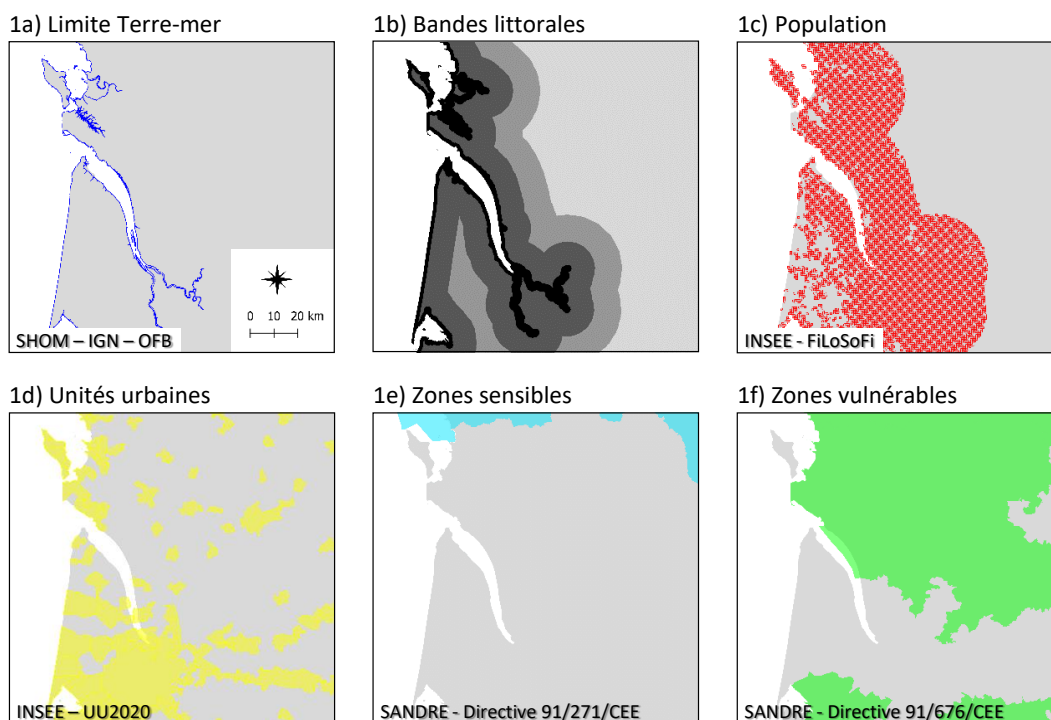 1a) Limite Terre-mer
1b) Bandes littorales
1c) Population
0 10 20 km
SHOM – IGN – OFB
INSEE - FiLoSoFi
1d) Unités urbaines
1e) Zones sensibles
1f) Zones vulnérables
INSEE – UU2020
SANDRE - Directive 91/271/CEE
SANDRE - Directive 91/676/CEE